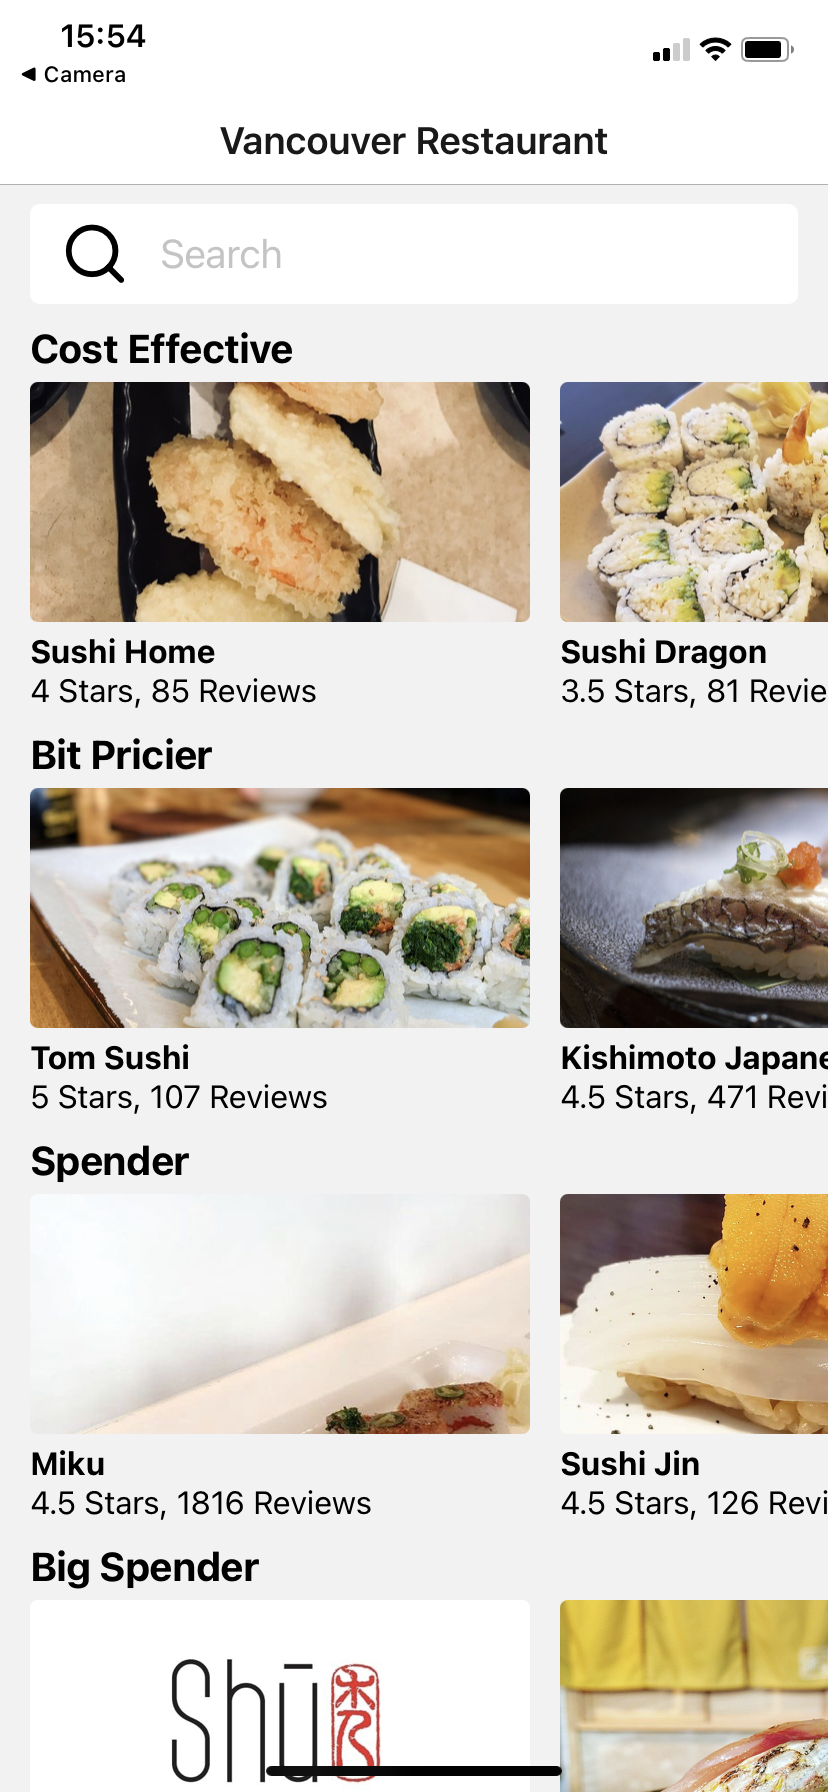 15:54
◀ Camera
Vancouver Restaurant
Search
Cost Effective
Sushi Home
4 Stars, 85 Reviews
Sushi Dragon
3.5 Stars, 81 Revie
Bit Pricier
Tom Sushi
5 Stars, 107 Reviews
Kishimoto Japane
4.5 Stars, 471 Revi
Spender
Miku
4.5 Stars, 1816 Reviews
Sushi Jin
4.5 Stars, 126 Revi
Big Spender
Shū